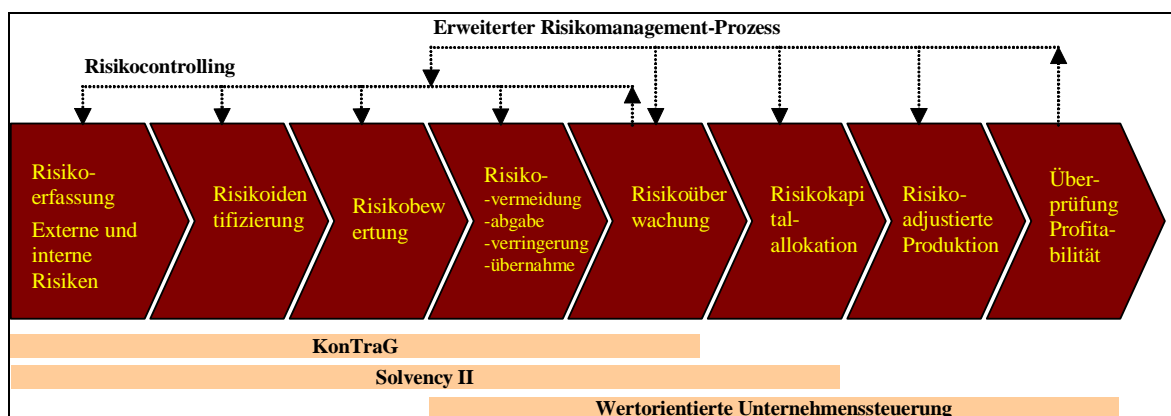 Erweiterter Risikomanagement-Prozess
Risikocontrolling
Risiko-
erfassung
Externe und
interne
Risiken
Risikoiden
tifizierung
Risikobew
ertung
Risiko-
-vermeidung
-abgabe
-verringerung
-übernahme
Risikoüber
wachung
Risikokapi
tal-
allokation
Risiko-
adjustierte
Produktion
Über-
prüfung
Profita-
bilität
KonTraG
Solvency II
Wertorientierte Unternehmenssteuerung